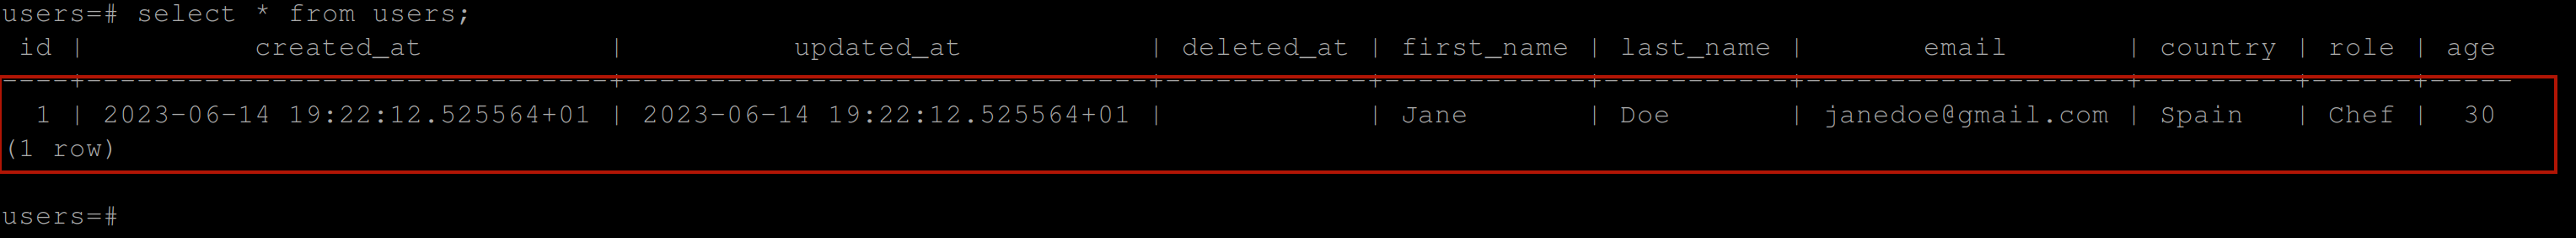 users=# select * from users;
 id |          created_at           |          updated_at           | deleted_at | first_name | last_name |       email       | country | role | age
----+-------------------------------+-------------------------------+------------+------------+-----------+-------------------+---------+------+-----
  1 | 2023-06-14 19:22:12.525564+01 | 2023-06-14 19:22:12.525564+01 |            | Jane       | Doe       | janedoe@gmail.com | Spain   | Chef |  30
(1 row)
users=#